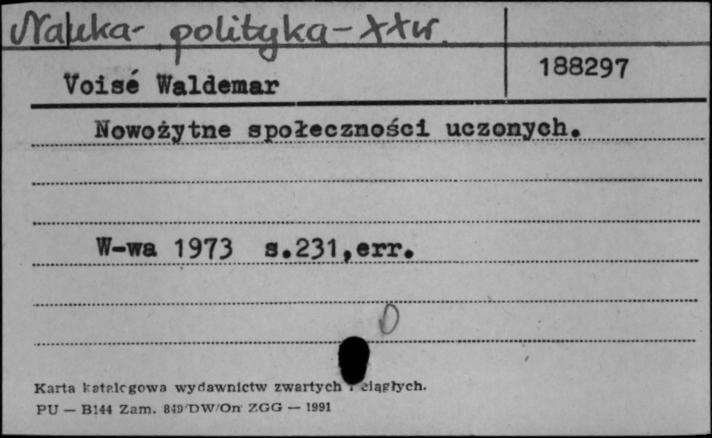 Nauka - polityka - XXw.
188297
Voisé Waldemar
Nowożytne społeczności uczonych.
W-wa 1973 s.231,err.
Karta katalogowa wydawnictw zwartych i ciągłych.
PU — B144 Zam. 849/DW/On ZGG — 1991